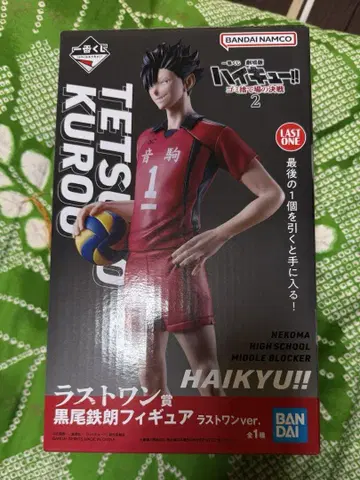 一番くじ
BANDAI NAMCO
一番くじ 劇場版
ハイキュー!!
ゴミ捨て場の決戦
2
LAST
ONE
最後の1個を引くと手に入る!
TETSURO
KUROO
音駒
1
NEKOMA
HIGH SCHOOL
MIDDLE BLOCKER
HAIKYU!!
ラストワン賞
黒尾鉄朗フィギュア ラストワンver.
全1種
BAN
DAI